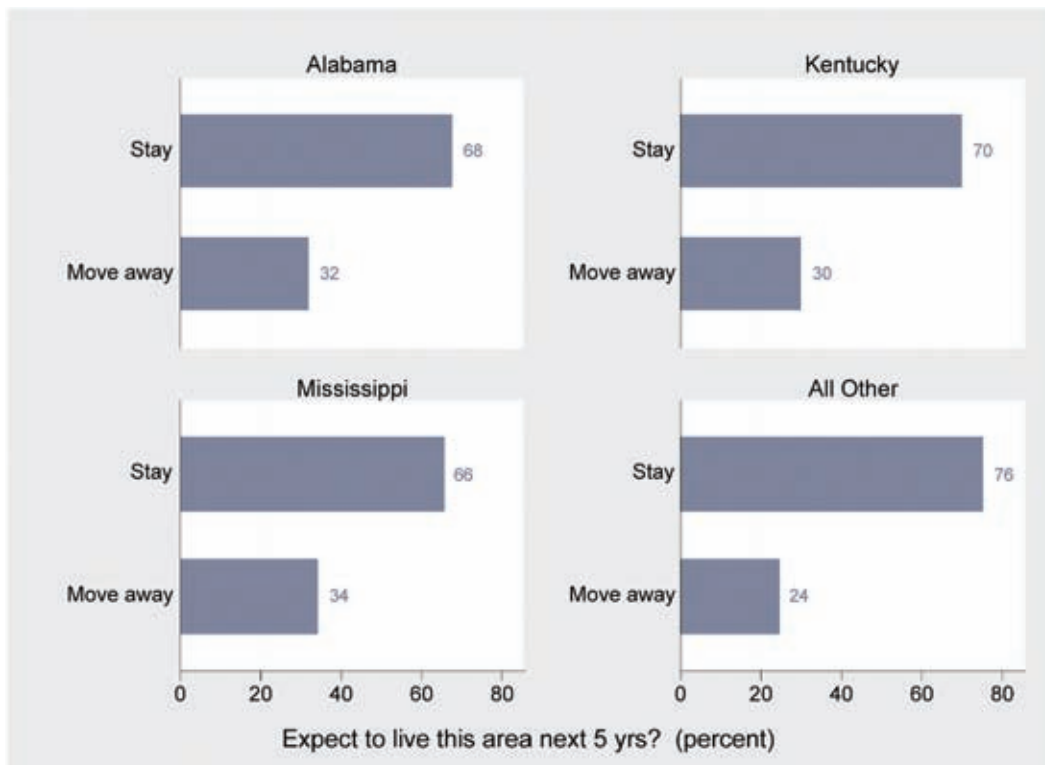 Alabama
Stay 68
Move away 32
Kentucky
Stay 70
Move away 30
Mississippi
Stay 66
Move away 34
0 20 40 60 80
All Other
Stay 76
Move away 24
0 20 40 60 80
Expect to live this area next 5 yrs? (percent)